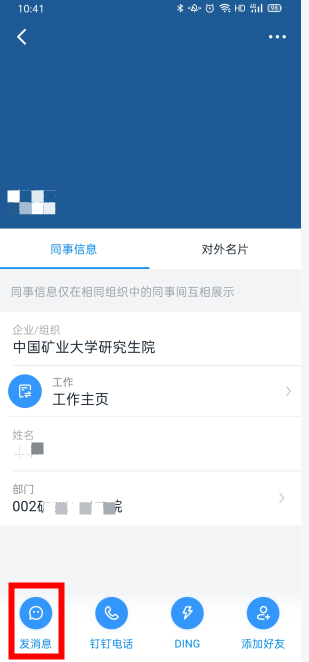 10:41
HD 98
同事信息 对外名片
同事信息仅在相同组织中的同事间互相展示
企业/组织
中国矿业大学研究生院
工作
工作主页
姓名
部门
002
发消息 钉钉电话 DING 添加好友